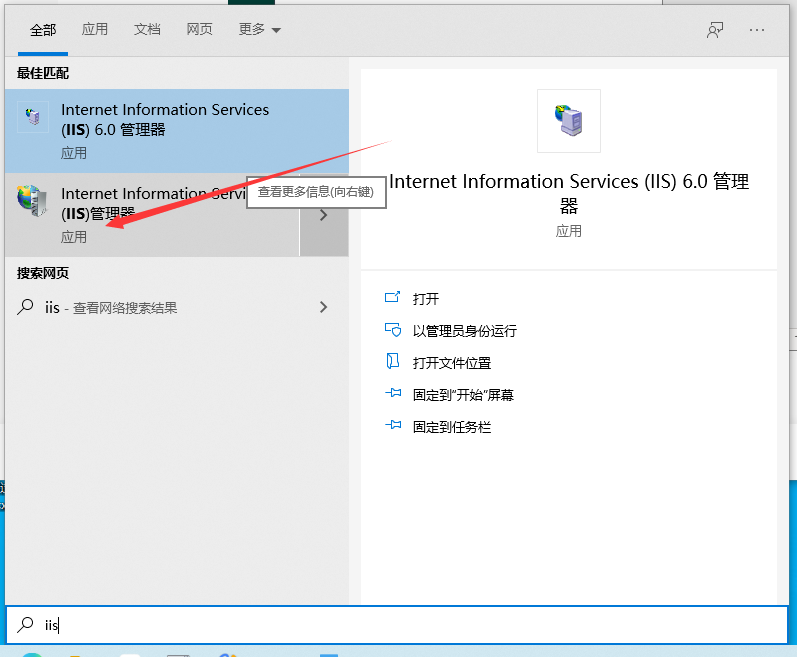 全部 应用 文档 网页 更多
最佳匹配
Internet Information Services
(IIS) 6.0 管理器
应用
Internet Information Servi
(IIS)管理器
应用
查看更多信息(向右键)
搜索网页
iis - 查看网络搜索结果
Internet Information Services (IIS) 6.0 管理
器
应用
打开
以管理员身份运行
打开文件位置
固定到"开始"屏幕
固定到任务栏
iis